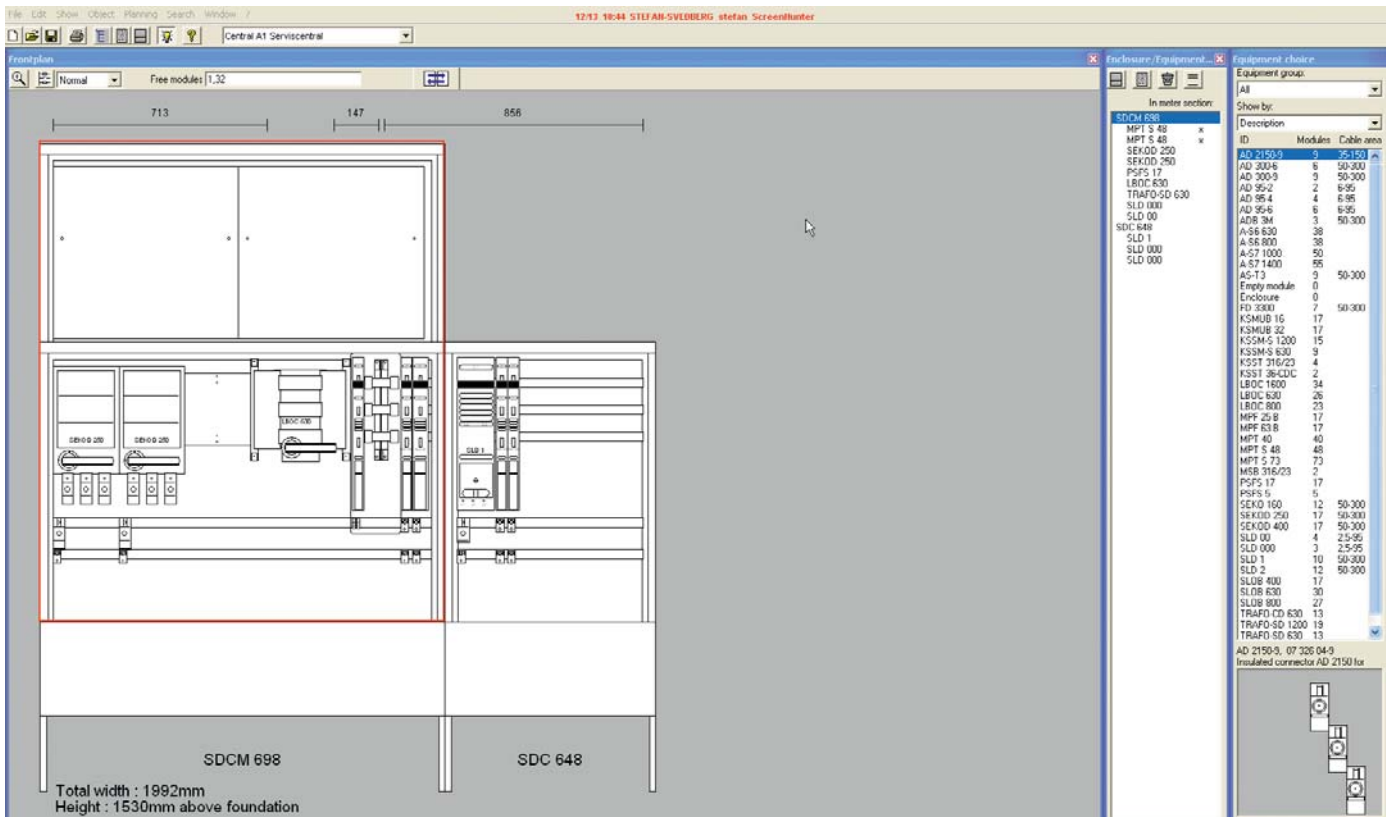 File Edit Show Object Planning Search Window ?
12/13 10:44 STEFAN-SVEDBERG stefan ScreenHunter
Central A1 Serviscentral
Frontplan
Normal
Free modules 1,32
713 147 856
SEKOD 250
SEKOD 250
LBOC 630
SLD 1
SDCM 698
SDC 648
Total width : 1992mm
Height : 1530mm above foundation
Enclosure/Equipment...
In meter section:
SDCM 698
MPT S 48 x
MPT S 48 x
SEKOD 250
SEKOD 250
PSFS 17
LBOC 630
TRAFO-SD 630
SLD 000
SLD 00
SDC 648
SLD 1
SLD 000
SLD 000
Equipment choice
Equipment group:
All
Show by:
Description
ID Modules Cable area
AD 2150-9 9 35-150
AD 300-6 6 50-300
AD 300-9 9 50-300
AD 95-2 2 6-95
AD 95-4 4 6-95
AD 95-6 6 6-95
ADB 3M 3 50-300
A-S6 630 38
A-S6 800 38
A-S7 1000 50
A-S7 1400 55
AS-T3 9 50-300
Empty module 0
Enclosure 0
FD 3300 7 50-300
KSMUB 16 17
KSMUB 32 17
KSSM-S 1200 15
KSSM-S 630 9
KSST 316/23 4
KSST 36-CDC 2
LBOC 1600 34
LBOC 630 26
LBOC 800 23
MPF 25 B 17
MPF 63 B 17
MPT 40 40
MPT S 48 48
MPT S 73 73
MSB 316/23 2
PSFS 17 17
PSFS 5 5
SEKO 160 12 50-300
SEKOD 250 17 50-300
SEKOD 400 17 50-300
SLD 00 4 2,5-95
SLD 000 3 2,5-95
SLD 1 10 50-300
SLD 2 12 50-300
SLOB 400 17
SLOB 630 30
SLOB 800 27
TRAFO-CD 630 13
TRAFO-SD 1200 19
TRAFO-SD 630 13
AD 2150-9, 07 326 04-9
Insulated connector AD 2150 for